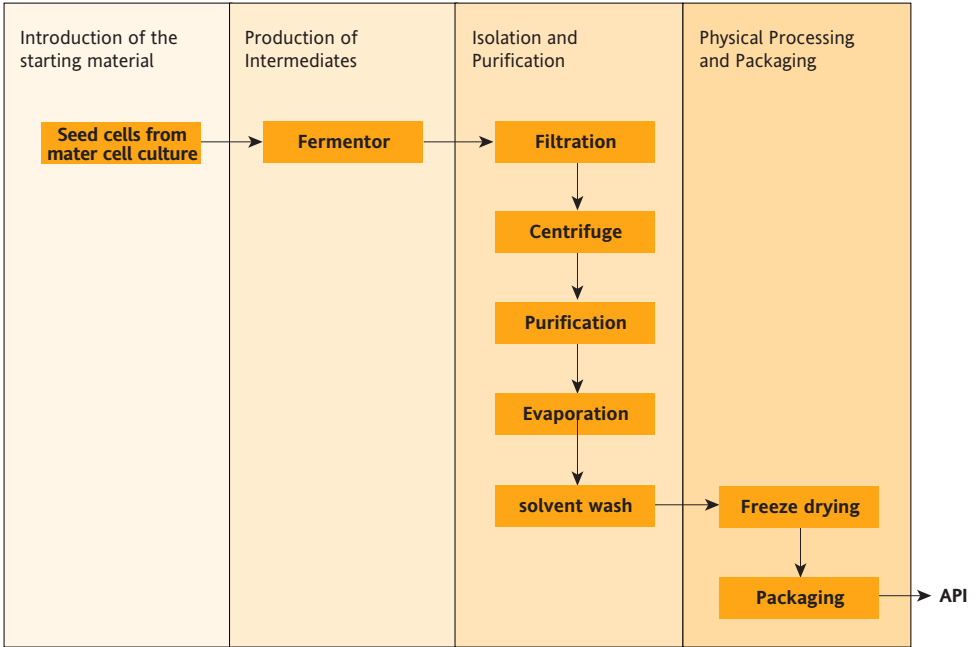 Introduction of the
starting material
Production of
Intermediates
Isolation and
Purification
Physical Processing
and Packaging
Seed cells from
mater cell culture
Fermentor
Filtration
Centrifuge
Purification
Evaporation
solvent wash
Freeze drying
Packaging
API